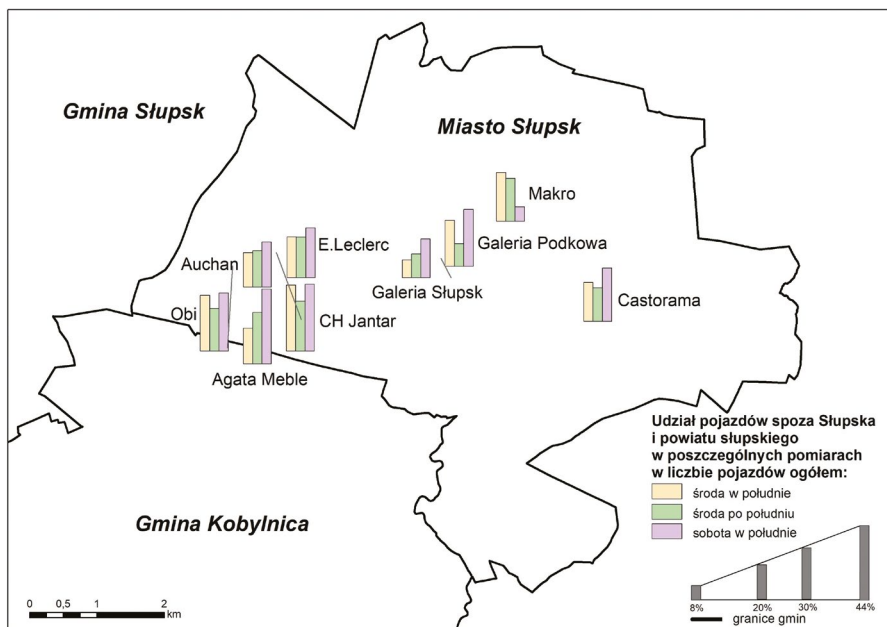 Gmina Słupsk
Miasto Słupsk
Makro
E.Leclerc
Galeria Podkowa
Auchan
Galeria Słupsk
Castorama
Obi
CH Jantar
Agata Meble
Gmina Kobylnica
Udział pojazdów spoza Słupska
i powiatu słupskiego
w poszczególnych pomiarach
w liczbie pojazdów ogółem:
środa w południe
środa po południu
sobota w południe
8% 20% 30% 44%
granice gmin
0 0,5 1 2
km